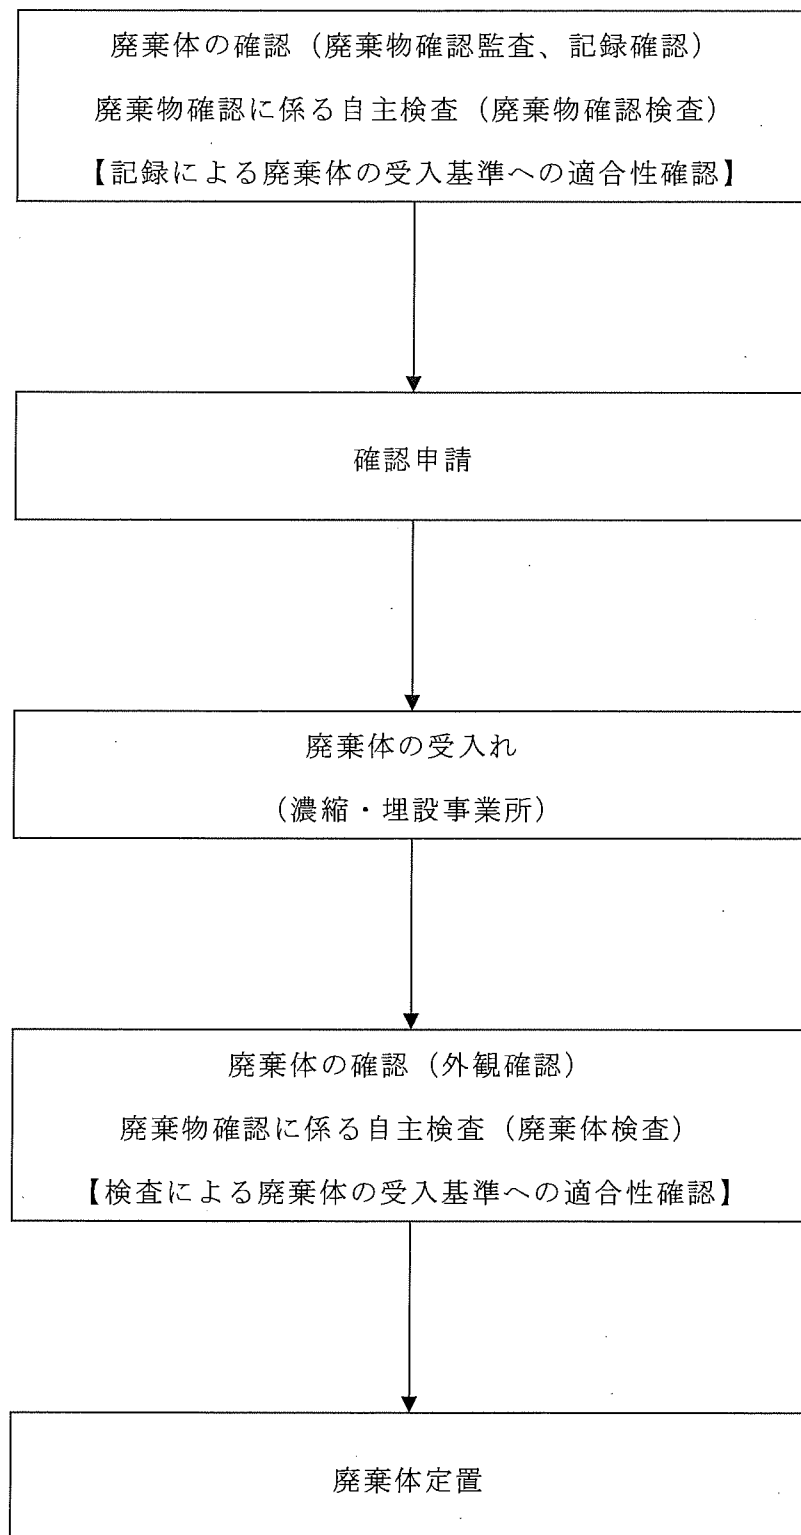 廃棄体の確認（廃棄物確認監査、記録確認）
廃棄物確認に係る自主検査（廃棄物確認検査）
【記録による廃棄体の受入基準への適合性確認】
確認申請
廃棄体の受入れ
（濃縮・埋設事業所）
廃棄体の確認（外観確認）
廃棄物確認に係る自主検査（廃棄体検査）
【検査による廃棄体の受入基準への適合性確認】
廃棄体定置